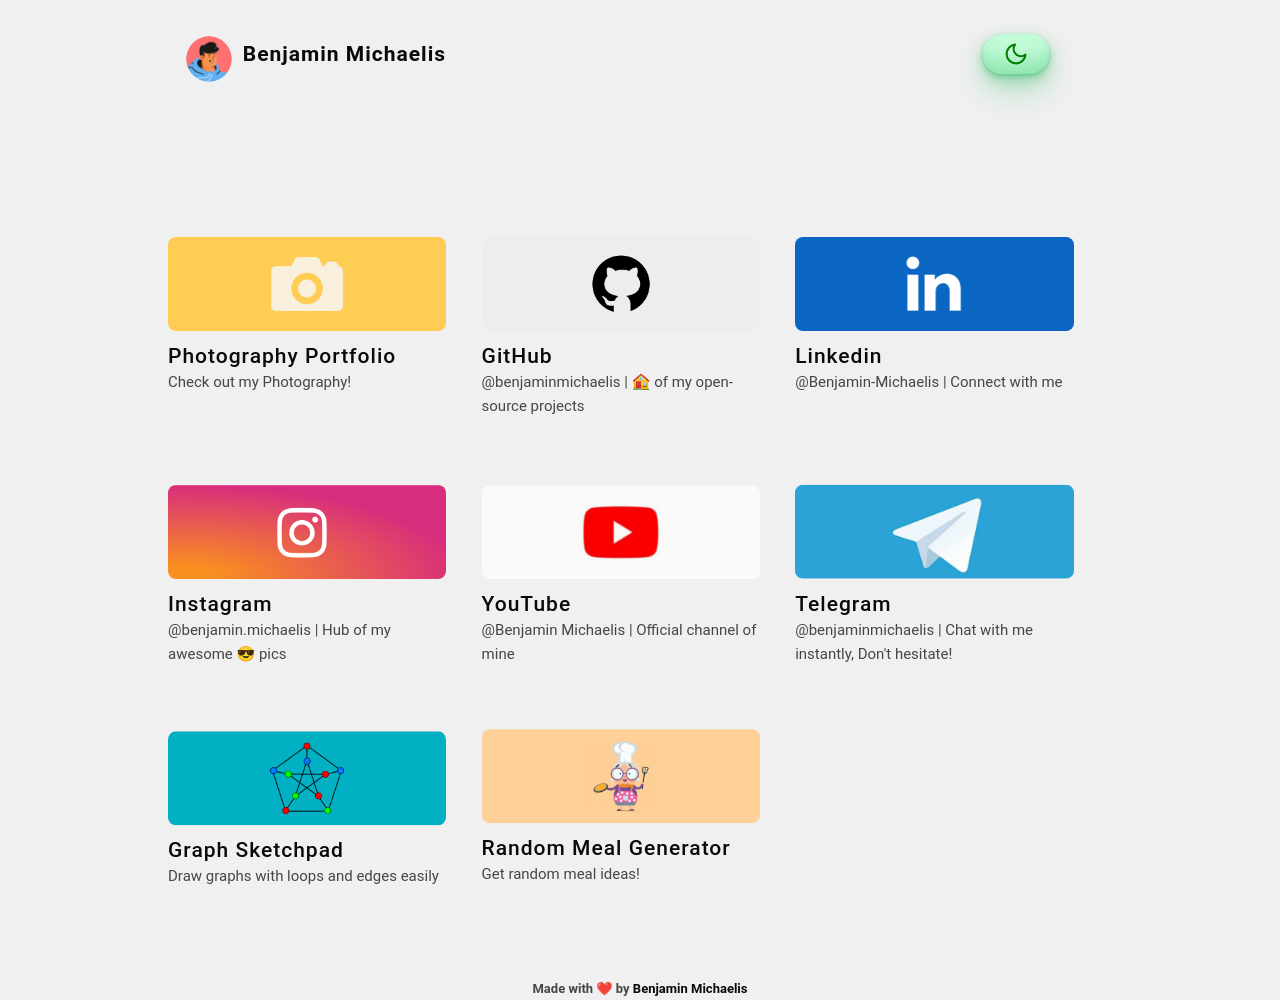 Benjamin Michaelis
in
Photography Portfolio
Check out my Photography!
GitHub
@benjaminmichaelis | 🏠 of my open-
source projects
Linkedin
@Benjamin-Michaelis | Connect with me
Instagram
@benjamin.michaelis | Hub of my
awesome 😎 pics
YouTube
@Benjamin Michaelis | Official channel of
mine
Telegram
@benjaminmichaelis | Chat with me
instantly, Don't hesitate!
Graph Sketchpad
Draw graphs with loops and edges easily
Random Meal Generator
Get random meal ideas!
Made with ❤️ by Benjamin Michaelis